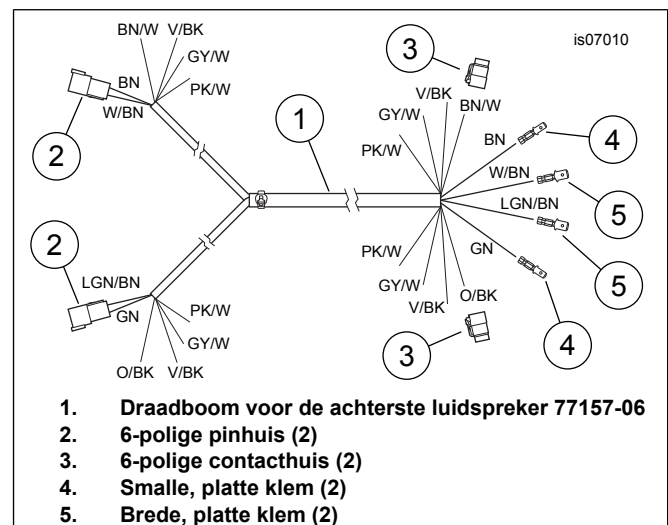 is07010
BN/W V/BK
GY/W
BN
PK/W
W/BN
2
1
3
V/BK
BN/W
GY/W
PK/W
BN
4
W/BN
5
LGN/BN
5
GN
4
2
LGN/BN
GN
PK/W
GY/W
O/BK V/BK
PK/W
GY/W
V/BK
O/BK
3
1. Draadboom voor de achterste luidspreker 77157-06
2. 6-polige pinhuis (2)
3. 6-polige contacthuis (2)
4. Smalle, platte klem (2)
5. Brede, platte klem (2)